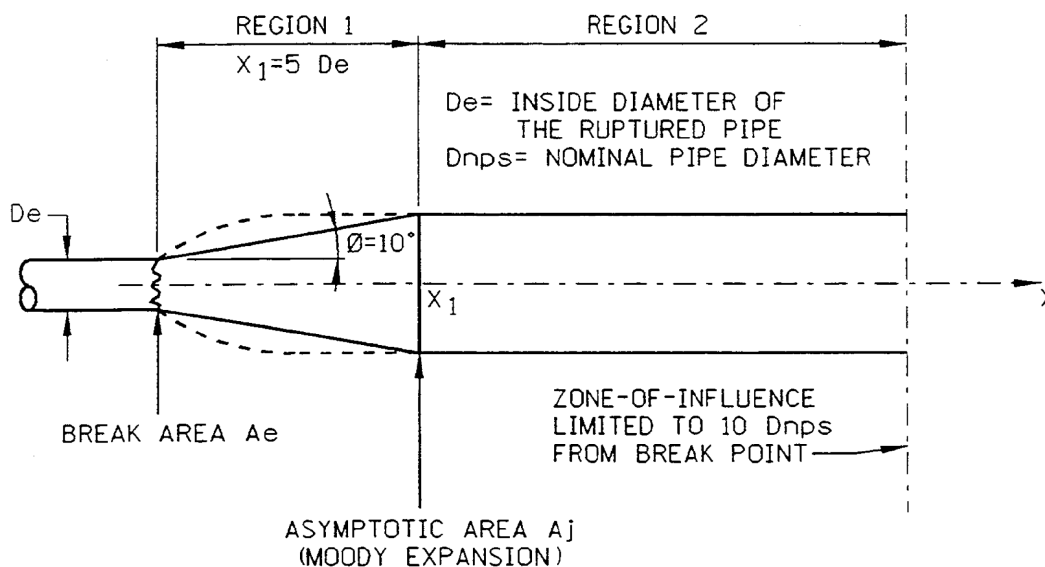 REGION 1
X₁=5 De
REGION 2
De= INSIDE DIAMETER OF
THE RUPTURED PIPE
Dnps= NOMINAL PIPE DIAMETER
De
Ø=10°
X₁
BREAK AREA Ae
ZONE-OF-INFLUENCE
LIMITED TO 10 Dnps
FROM BREAK POINT
ASYMPTOTIC AREA Aj
(MOODY EXPANSION)